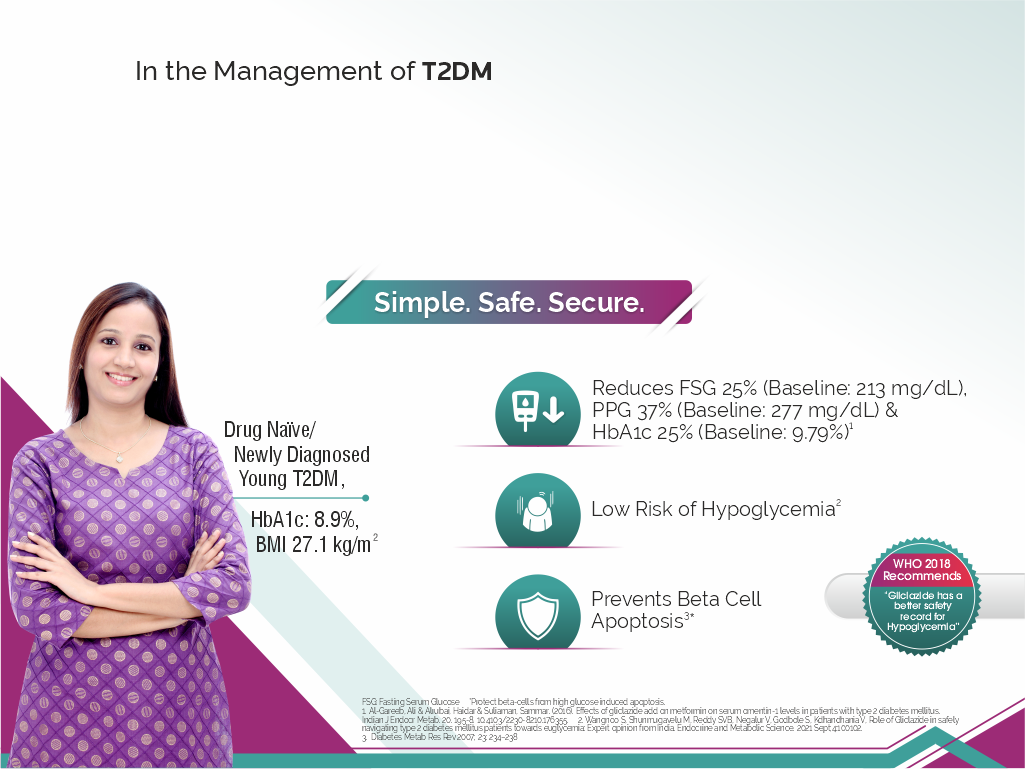 In the Management of T2DM
Simple. Safe. Secure.
Drug Naïve/
Newly Diagnosed
Young T2DM,
HbA1c: 8.9%,
BMI 27.1 kg/m²
Reduces FSG 25% (Baseline: 213 mg/dL),
PPG 37% (Baseline: 277 mg/dL) &
HbA1c 25% (Baseline: 9.79%)¹
Low Risk of Hypoglycemia²
Prevents Beta Cell
Apoptosis³*
WHO 2018
Recommends
"Gliclazide has a
better safety
record for
Hypoglycemia"
FSG: Fasting Serum Glucose *Protect beta-cells from high glucose induced apoptosis.
1. Al-Gareeb, Ali & Alkubai, Haidar & Suliaman, Sammar. (2016). Effects of gliclazide add on metformin on serum omentin-1 levels in patients with type 2 diabetes mellitus.
Indian J Endocr Metab. 20. 195-8. 10.4103/2230-8210.176355. 2. Wangnoo S, Shunmugavelu M, Reddy SVB, Negalur V, Godbole S, Kdhandhania V. Role of Gliclazide in safely
navigating type 2 diabetes mellitus patients towards euglycemia: Expert opinion from India. Endocrine and Metabolic Science. 2021 Sept;4:100102.
3. Diabetes Metab Res Rev 2007; 23: 234–238